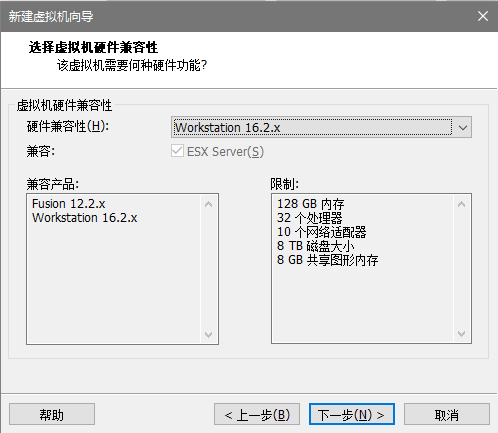 新建虚拟机向导
选择虚拟机硬件兼容性
该虚拟机需要何种硬件功能?
虚拟机硬件兼容性
硬件兼容性(H):
Workstation 16.2.x
兼容:
ESX Server(S)
兼容产品:
Fusion 12.2.x
Workstation 16.2.x
限制:
128 GB 内存
32 个处理器
10 个网络适配器
8 TB 磁盘大小
8 GB 共享图形内存
帮助
< 上一步(B)
下一步(N) >
取消